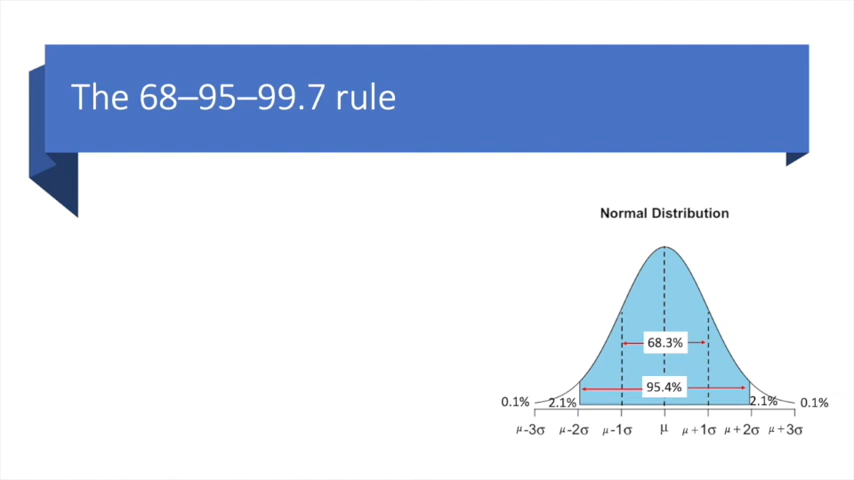 The 68–95–99.7 rule
Normal Distribution
68.3%
95.4%
0.1% 2.1% 2.1% 0.1%
μ-3σ μ-2σ μ-1σ μ μ+1σ μ+2σ μ+3σ